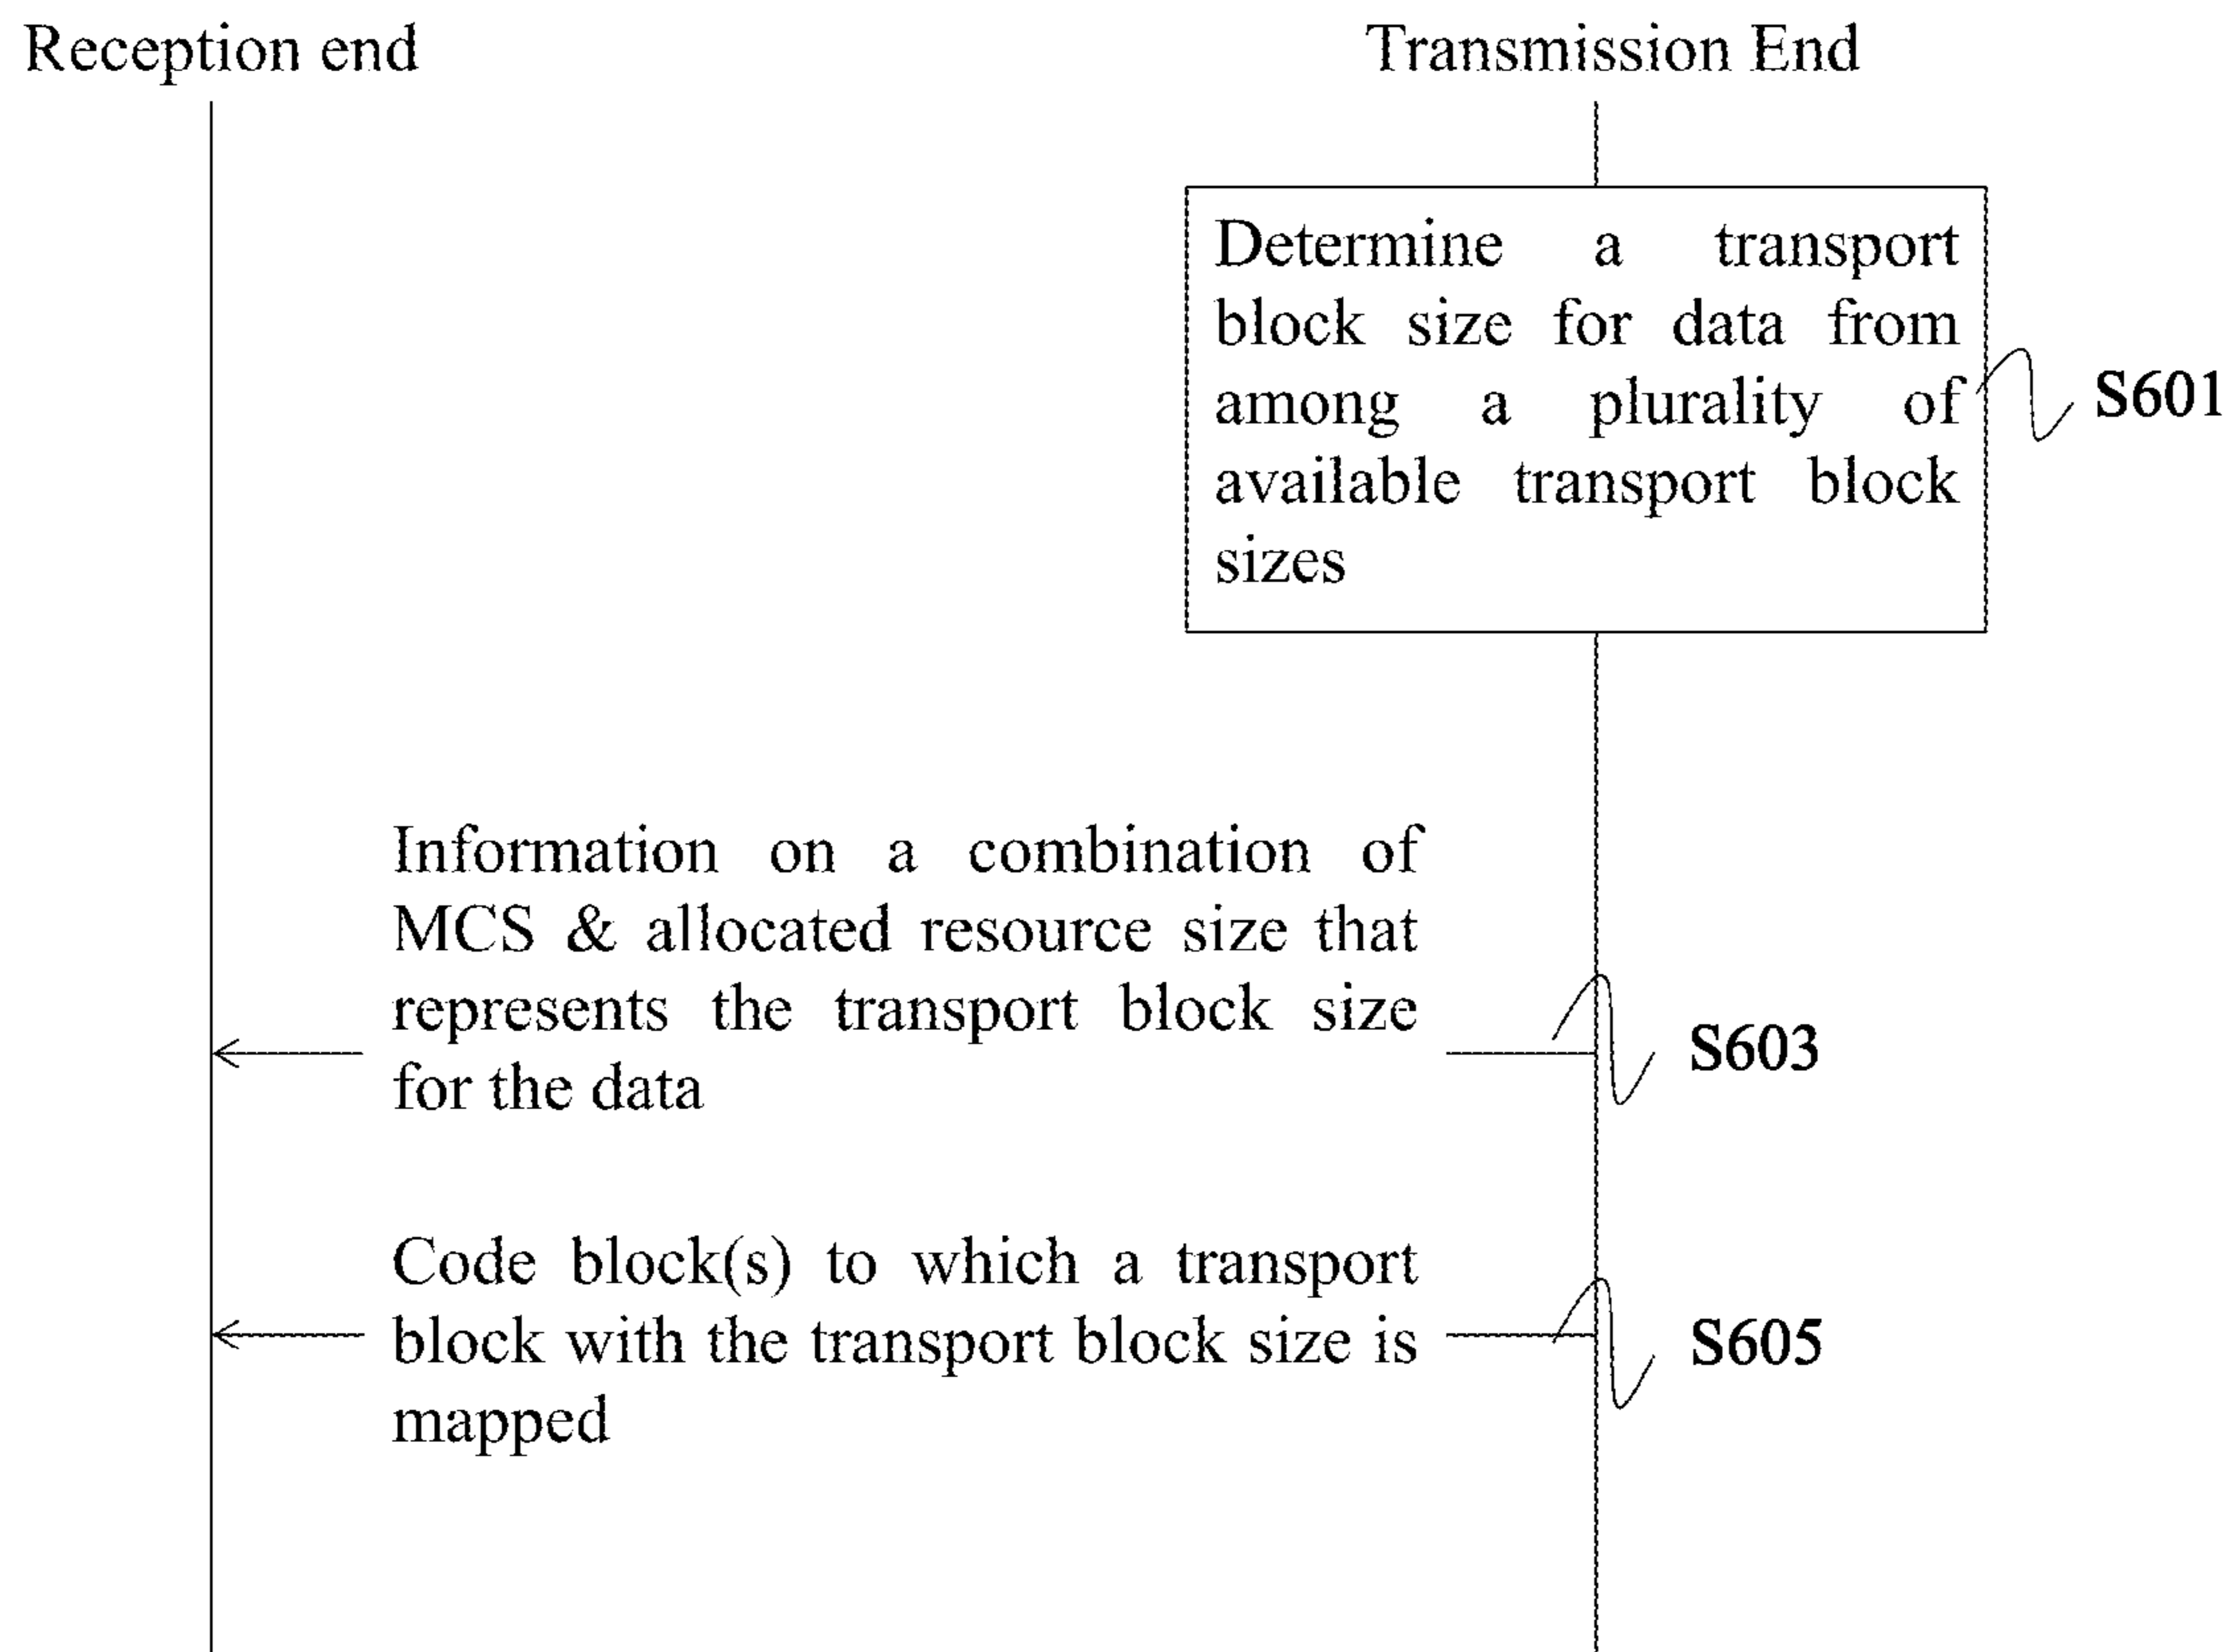 Reception end
Transmission End
Determine a transport
block size for data from
among a plurality of
available transport block
sizes
S601
Information on a combination of
MCS & allocated resource size that
represents the transport block size
for the data
S603
Code block(s) to which a transport
block with the transport block size is
mapped
S605